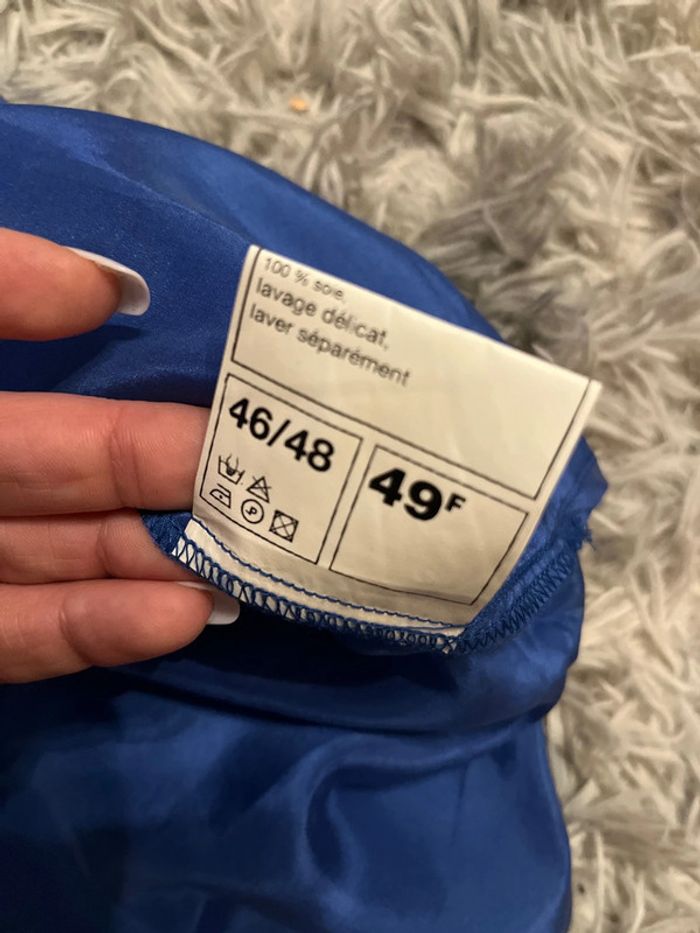 100 % soie,
lavage délicat,
laver séparément
46/48
49F
P